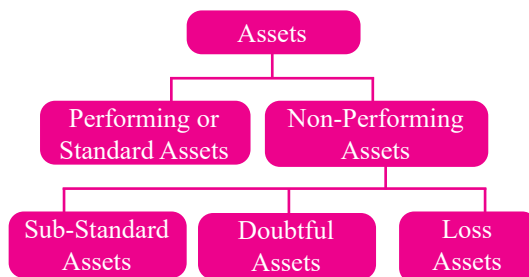 Assets
Performing or
Standard Assets
Non-Performing
Assets
Sub-Standard
Assets
Doubtful
Assets
Loss
Assets